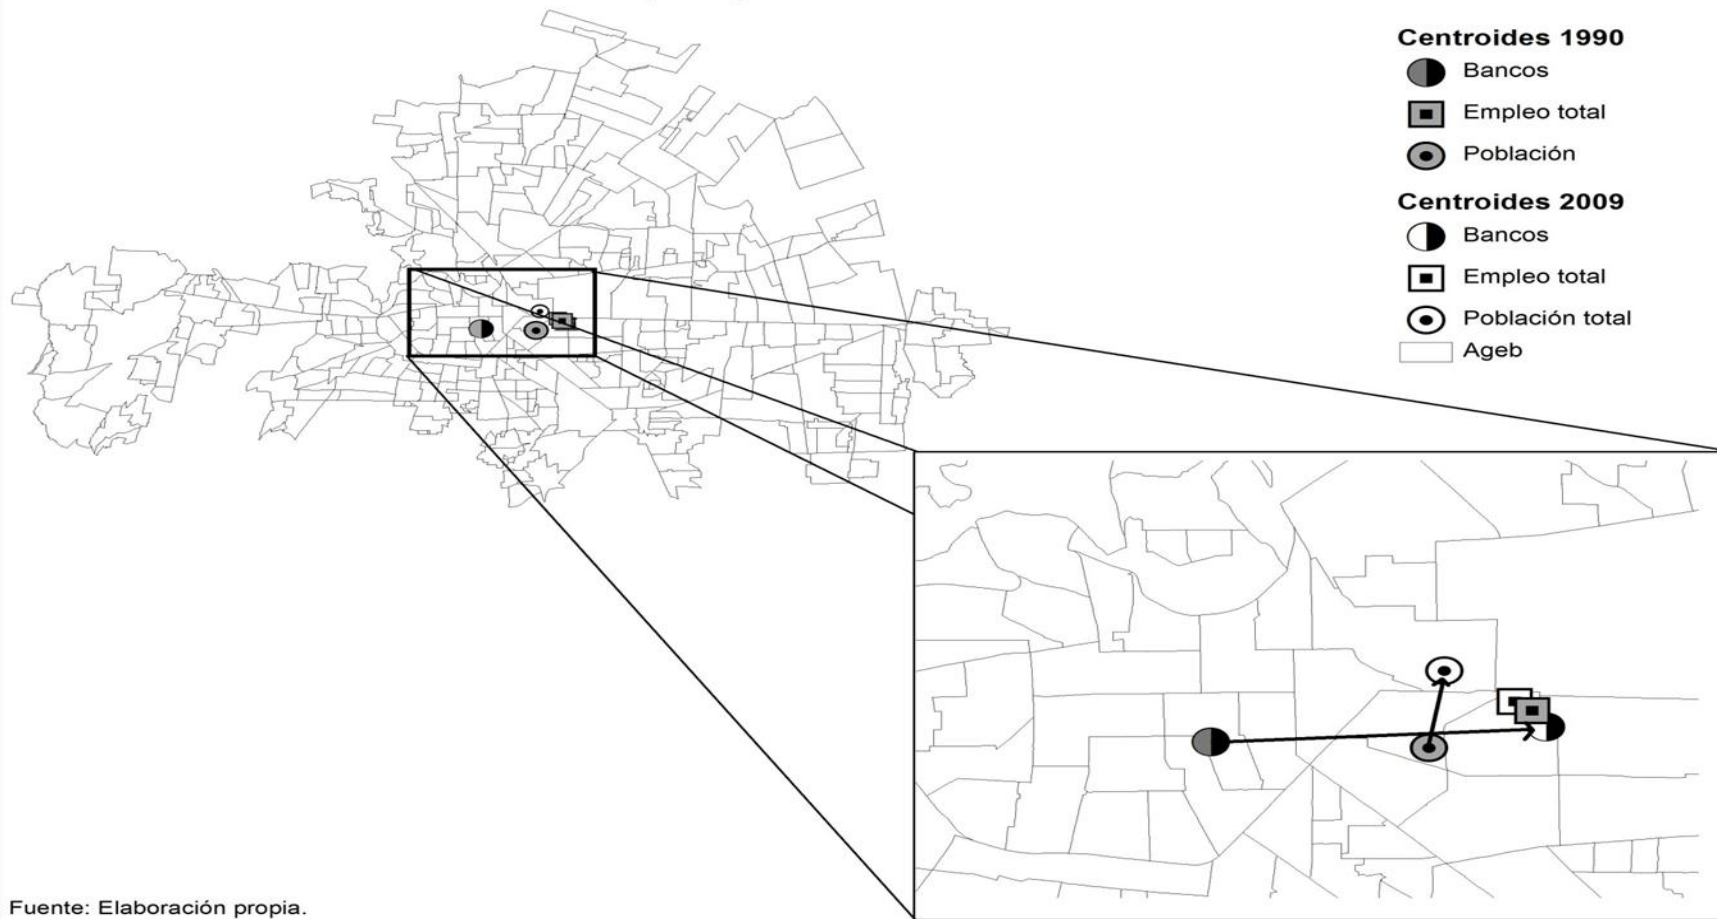 Centroides 1990
Bancos
Empleo total
Población
Centroides 2009
Bancos
Empleo total
Población total
Ageb
Fuente: Elaboración propia.